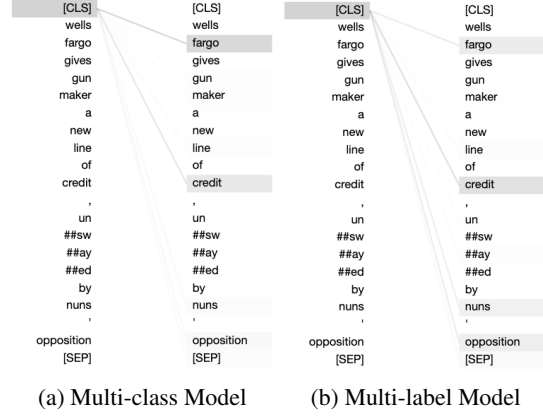 [CLS]
wells
fargo
gives
gun
maker
a
new
line
of
credit
,
un
##sw
##ay
##ed
by
nuns
'
opposition
[SEP]
[CLS]
wells
fargo
gives
gun
maker
a
new
line
of
credit
,
un
##sw
##ay
##ed
by
nuns
'
opposition
[SEP]
(a) Multi-class Model
[CLS]
wells
fargo
gives
gun
maker
a
new
line
of
credit
,
un
##sw
##ay
##ed
by
nuns
'
opposition
[SEP]
[CLS]
wells
fargo
gives
gun
maker
a
new
line
of
credit
,
un
##sw
##ay
##ed
by
nuns
'
opposition
[SEP]
(b) Multi-label Model